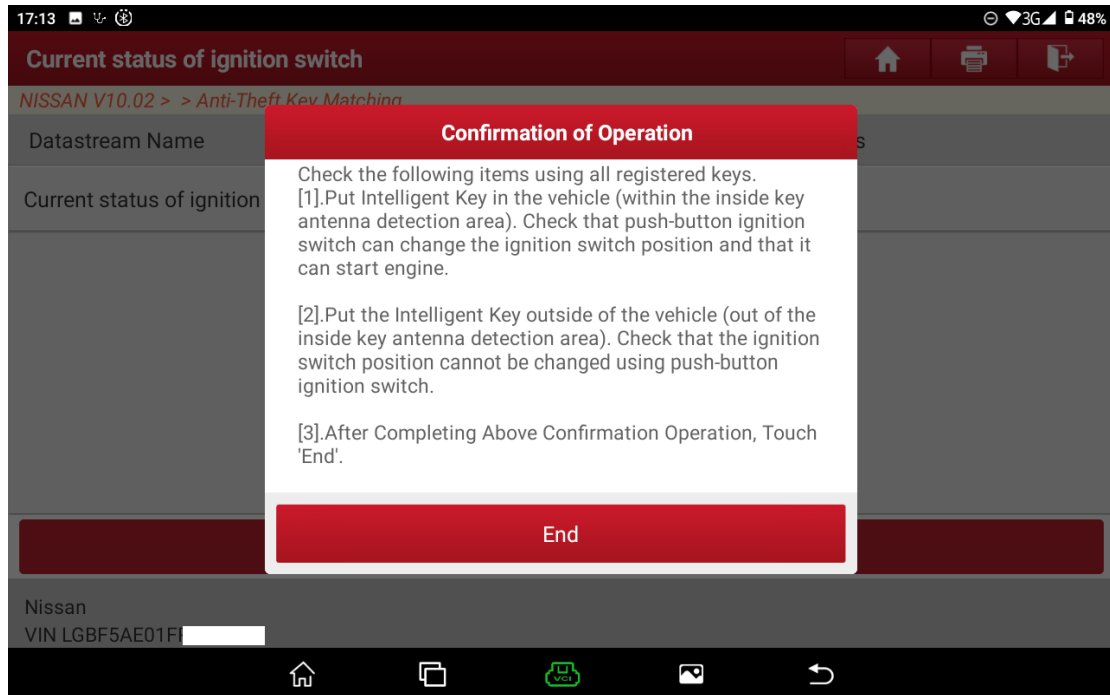 17:13
3G 48%
Current status of ignition switch
NISSAN V10.02 > > Anti-Theft Key Matching
Confirmation of Operation
Datastream Name
Check the following items using all registered keys.
[1].Put Intelligent Key in the vehicle (within the inside key
antenna detection area). Check that push-button ignition
switch can change the ignition switch position and that it
can start engine.
Current status of ignition
[2].Put the Intelligent Key outside of the vehicle (out of the
inside key antenna detection area). Check that the ignition
switch position cannot be changed using push-button
ignition switch.
[3].After Completing Above Confirmation Operation, Touch
'End'.
End
Nissan
VIN LGBF5AE01F
VCI